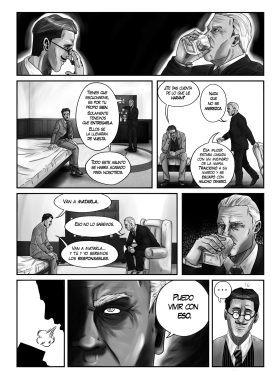 TIENES QUE
ESCUCHARME, ES
POR TU PROPIO
BIEN.
SOLAMENTE
TENEMOS
QUE ENTREGARLA.
ELLOS SE
LA LLEVARÁN
DE VUELTA.
TODO ESTE ASUNTO
SE HABRÁ ACABADO
PARA NOSOTROS.
¿TE DAS CUENTA
DE LO QUE LE
HARÁN?
NADA
QUE NO SE
MEREZCA.
ESA MUJER
ESTABA CASADA
CON UN MIEMBRO
DE LA MAFIA.
TRAICIONÓ A SU
MARIDO Y SE
ESCAPÓ CON
MUCHO DINERO.
VAN A MATARLA.
ESO NO LO SABEMOS.
VAN A MATARLA...
Y TÚ Y YO SEREMOS
LOS RESPONSABLES.
PUEDO
VIVIR CON
ESO.
...